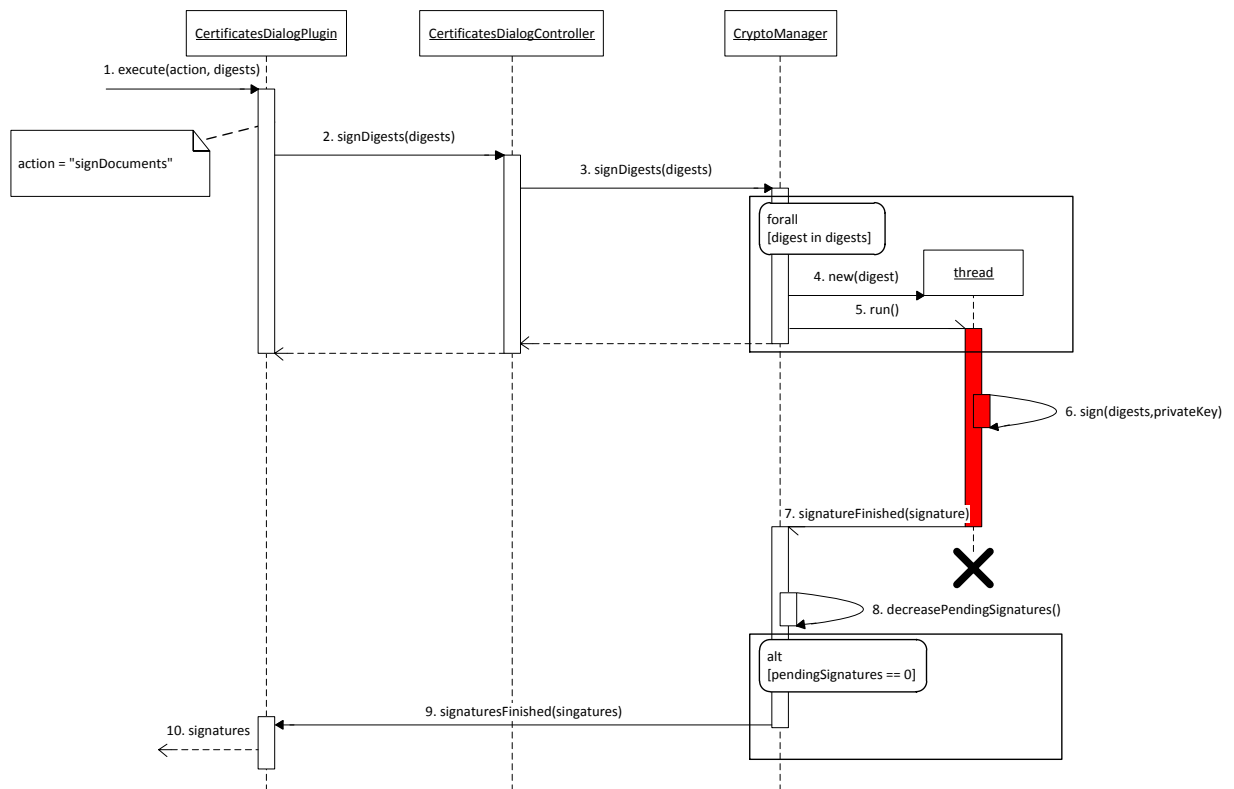 CertificatesDialogPlugin
CertificatesDialogController
CryptoManager
1. execute(action, digests)
action = "signDocuments"
2. signDigests(digests)
3. signDigests(digests)
forall
[digest in digests]
4. new(digest)
thread
5. run()
6. sign(digests,privateKey)
7. signatureFinished(signature)
8. decreasePendingSignatures()
alt
[pendingSignatures == 0]
9. signaturesFinished(singatures)
10. signatures